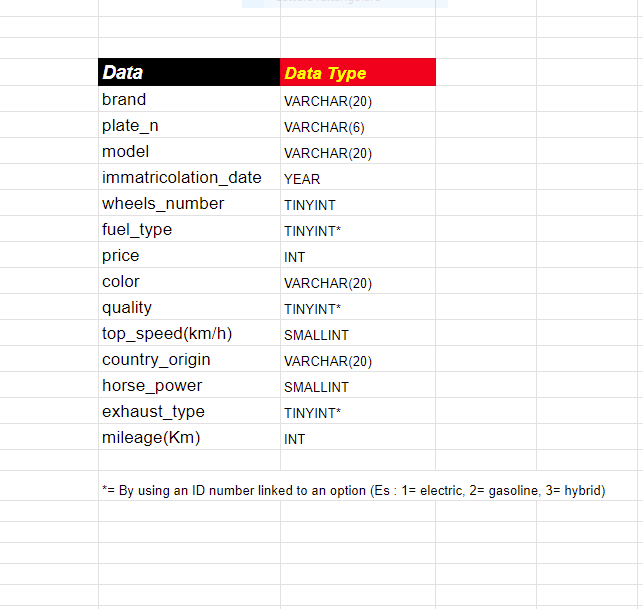 Data Data Type
brand VARCHAR(20)
plate_n VARCHAR(6)
model VARCHAR(20)
immatricolation_date YEAR
wheels_number TINYINT
fuel_type TINYINT*
price INT
color VARCHAR(20)
quality TINYINT*
top_speed(km/h) SMALLINT
country_origin VARCHAR(20)
horse_power SMALLINT
exhaust_type TINYINT*
mileage(Km) INT
*= By using an ID number linked to an option (Es : 1= electric, 2= gasoline, 3= hybrid)